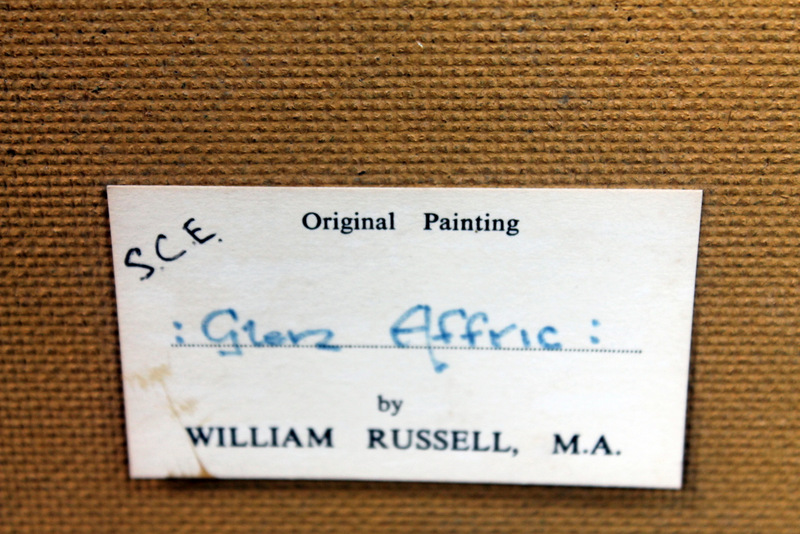 Original Painting
S.C.E.
: Glen Affric :
by
WILLIAM RUSSELL, M.A.